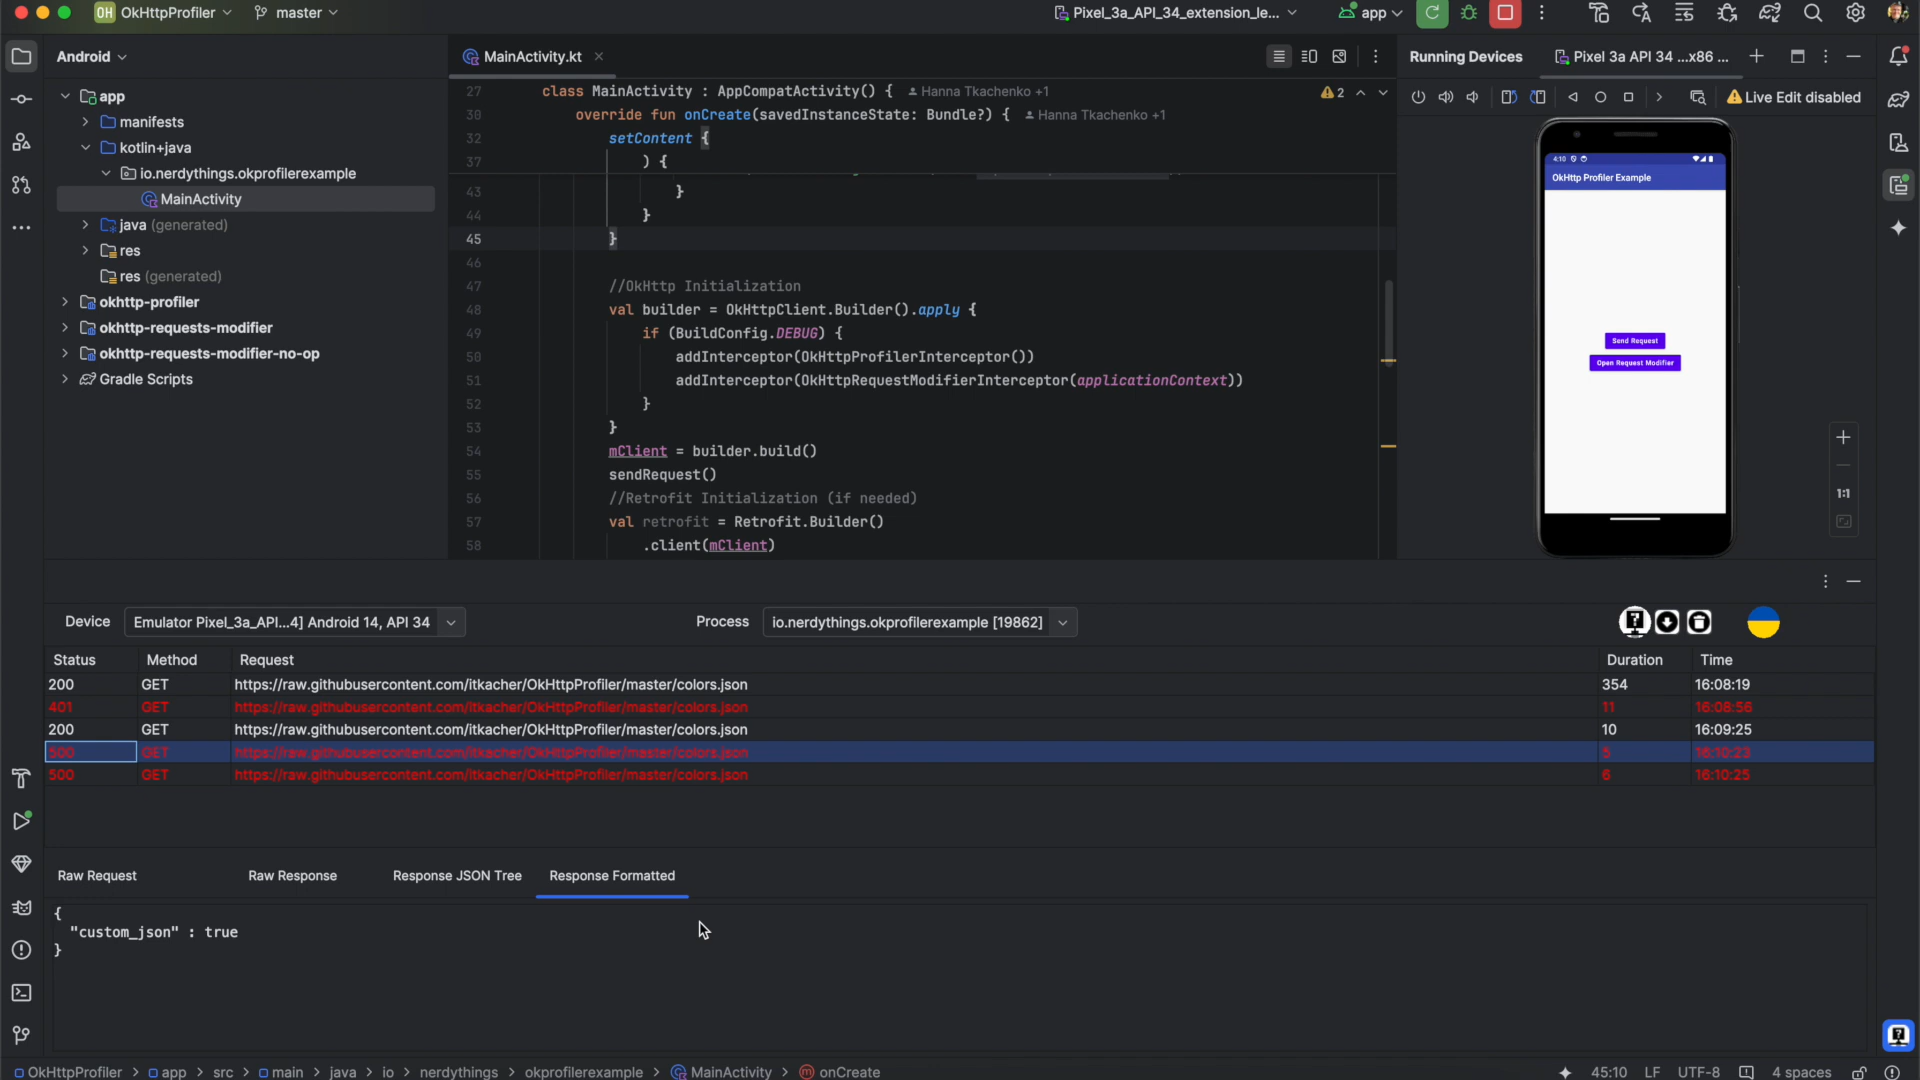 OH OkHttpProfiler master Pixel_3a_API_34_extension_le... app
Android
app
manifests
kotlin+java
io.nerdythings.okprofilerexample
MainActivity
java (generated)
res
res (generated)
okhttp-profiler
okhttp-requests-modifier
okhttp-requests-modifier-no-op
Gradle Scripts
MainActivity.kt
27 class MainActivity : AppCompatActivity() { Hanna Tkachenko +1
2
30 override fun onCreate(savedInstanceState: Bundle?) { Hanna Tkachenko +1
32 setContent {
37 ) {
43 }
44 }
45 }
46
47 //OkHttp Initialization
48 val builder = OkHttpClient.Builder().apply {
49 if (BuildConfig.DEBUG) {
50 addInterceptor(OkHttpProfilerInterceptor())
51 addInterceptor(OkHttpRequestModifierInterceptor(applicationContext))
52 }
53 }
54 mClient = builder.build()
55 sendRequest()
56 //Retrofit Initialization (if needed)
57 val retrofit = Retrofit.Builder()
58 .client(mClient)
Running Devices Pixel 3a API 34 ...x86 ...
Live Edit disabled
4:10
OkHttp Profiler Example
Send Request
Open Request Modifier
1:1
Device Emulator Pixel_3a_API...4] Android 14, API 34 Process io.nerdythings.okprofilerexample [19862]
Status Method Request Duration Time
200 GET https://raw.githubusercontent.com/itkacher/OkHttpProfiler/master/colors.json 354 16:08:19
401 GET https://raw.githubusercontent.com/itkacher/OkHttpProfiler/master/colors.json 11 16:08:56
200 GET https://raw.githubusercontent.com/itkacher/OkHttpProfiler/master/colors.json 10 16:09:25
500 GET https://raw.githubusercontent.com/itkacher/OkHttpProfiler/master/colors.json 5 16:10:23
500 GET https://raw.githubusercontent.com/itkacher/OkHttpProfiler/master/colors.json 6 16:10:25
Raw Request Raw Response Response JSON Tree Response Formatted
{
"custom_json" : true
}
OkHttpProfiler > app > src > main > java > io > nerdythings > okprofilerexample > MainActivity > onCreate 45:10 LF UTF-8 4 spaces